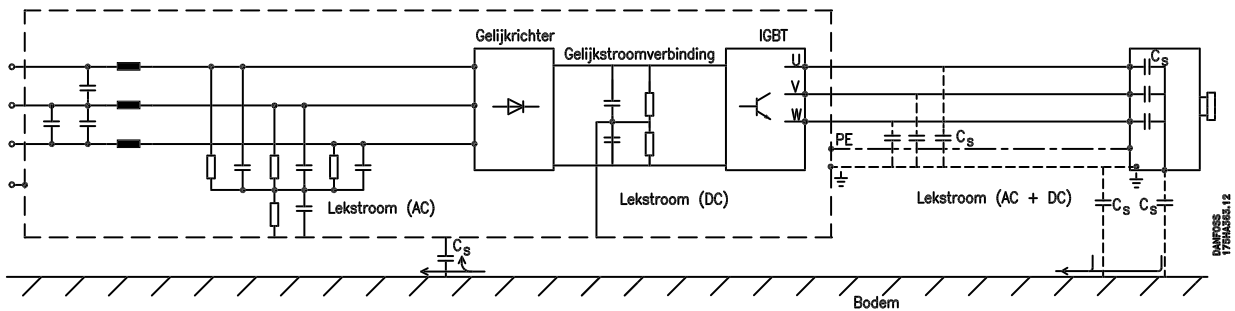 Gelijkrichter
Gelijkstroomverbinding
IGBT
U
V
W
Cs
PE
Cs
Lekstroom (AC)
Lekstroom (DC)
Lekstroom (AC + DC)
Cs
Cs
Cs
Bodem
DANFOSS
175HA363.12